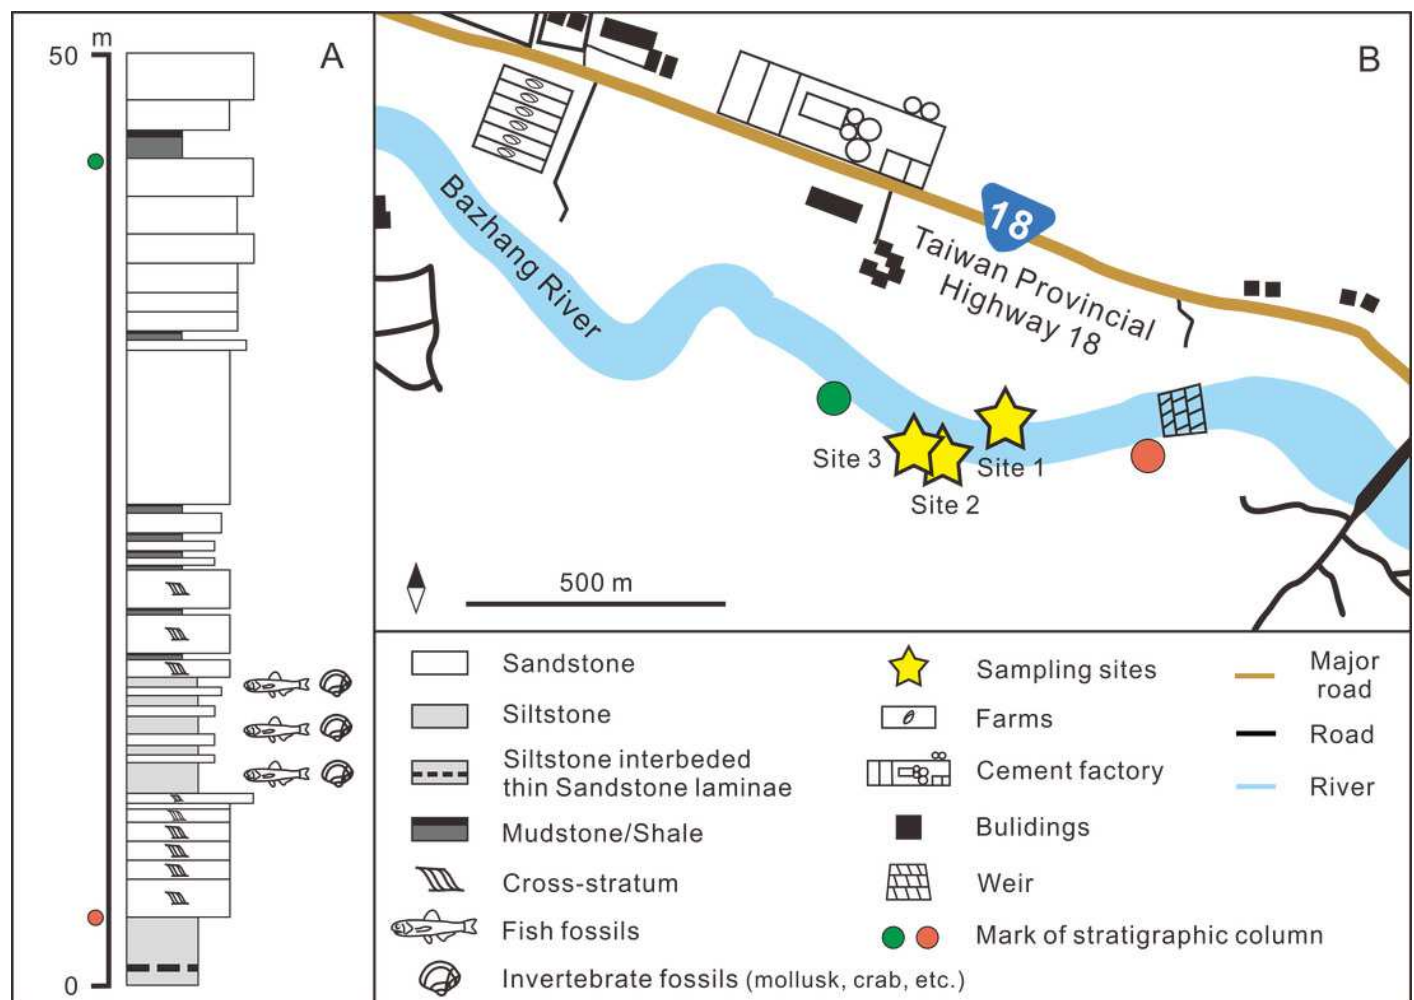 m
50
A
0
B
Bazhang River
18
Taiwan Provincial
Highway 18
Site 3
Site 1
Site 2
500 m
Sandstone
Siltstone
Siltstone interbeded
thin Sandstone laminae
Mudstone/Shale
Cross-stratum
Fish fossils
Invertebrate fossils (mollusk, crab, etc.)
Sampling sites
Farms
Cement factory
Bulidings
Weir
Mark of stratigraphic column
Major
road
Road
River